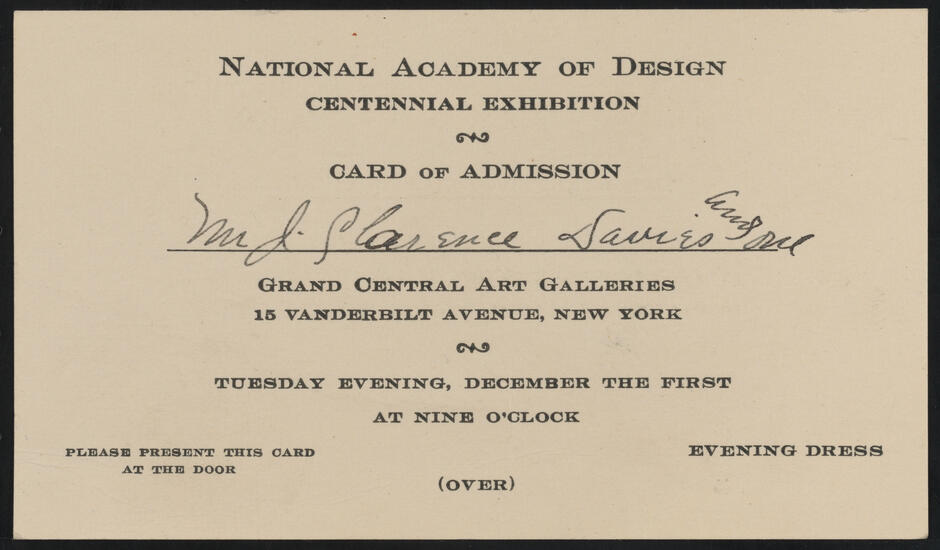 NATIONAL ACADEMY OF DESIGN
CENTENNIAL EXHIBITION
CARD OF ADMISSION
Mr J. Clarence Davies and one
GRAND CENTRAL ART GALLERIES
15 VANDERBILT AVENUE, NEW YORK
TUESDAY EVENING, DECEMBER THE FIRST
AT NINE O'CLOCK
PLEASE PRESENT THIS CARD
AT THE DOOR
EVENING DRESS
(OVER)